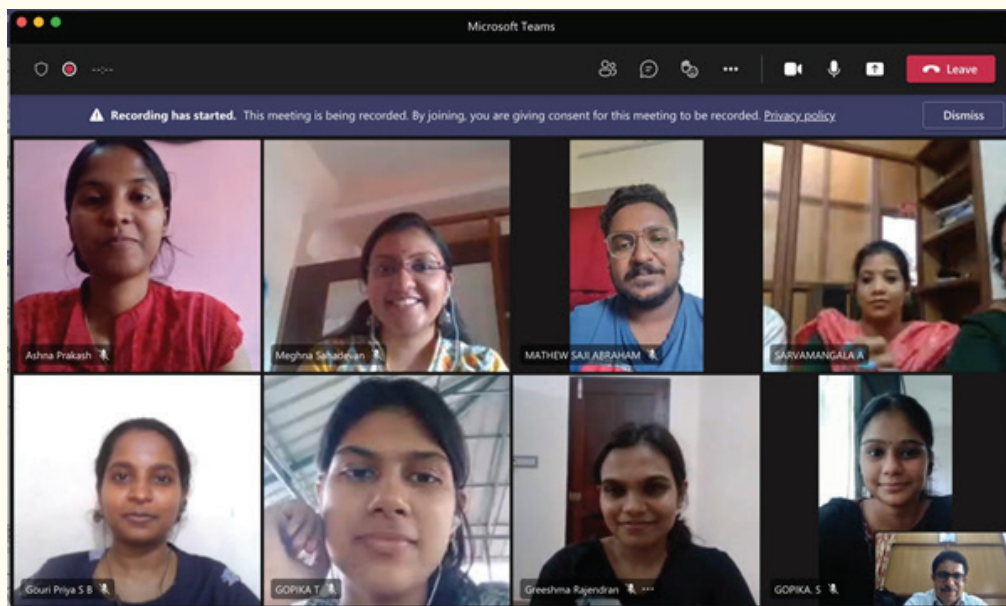 Microsoft Teams
--:--
Leave
Recording has started. This meeting is being recorded. By joining, you are giving consent for this meeting to be recorded. Privacy policy
Dismiss
Ashna Prakash
Meghna Sahadevan
MATHEW SAJI ABRAHAM
SARVAMANGALA A
Gouri Priya S B
GOPIKA T
Greeshma Rajendran
GOPIKA. S